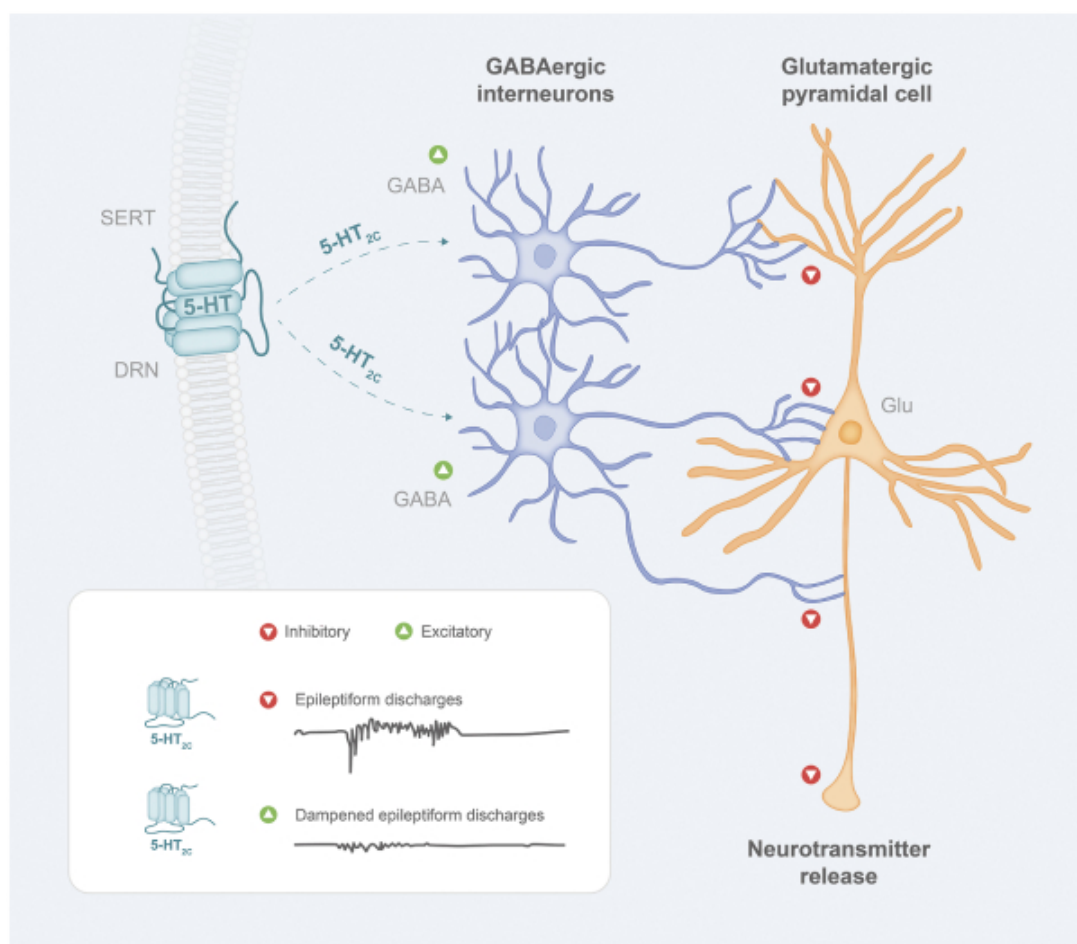 GABAergic
interneurons
Glutamatergic
pyramidal cell
GABA
SERT
5-HT2C
5-HT
5-HT2C
DRN
Glu
GABA
Inhibitory
Excitatory
Epileptiform discharges
5-HT2C
Dampened epileptiform discharges
5-HT2C
Neurotransmitter
release